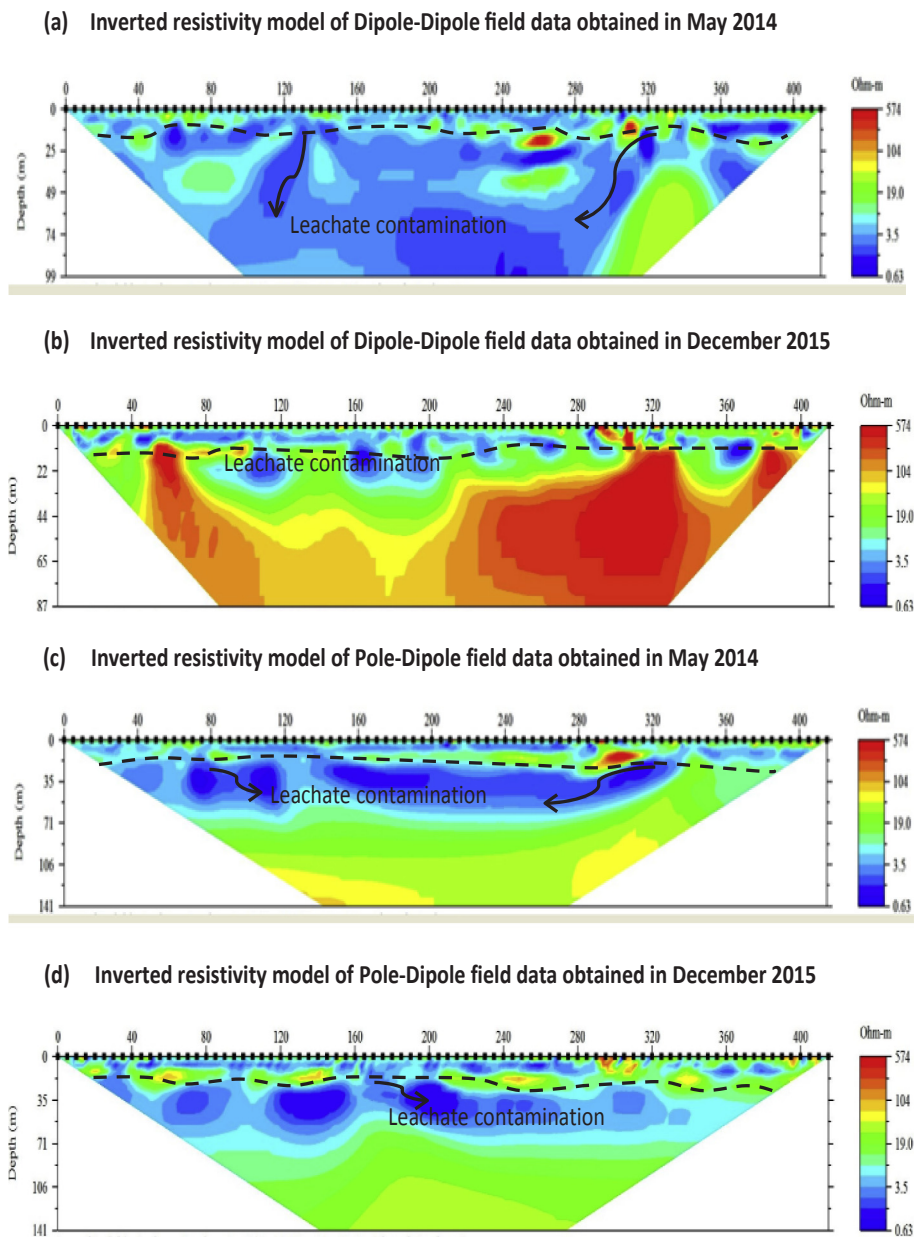 (a) Inverted resistivity model of Dipole-Dipole field data obtained in May 2014
0 40 80 120 160 200 240 280 320 360 400
Ohm-m
Depth (m)
0
25
49
74
99
574
104
19.0
3.5
0.63
Leachate contamination
(b) Inverted resistivity model of Dipole-Dipole field data obtained in December 2015
0 40 80 120 160 200 240 280 320 360 400
Ohm-m
Depth (m)
0
22
44
65
87
574
104
19.0
3.5
0.63
Leachate contamination
(c) Inverted resistivity model of Pole-Dipole field data obtained in May 2014
0 40 80 120 160 200 240 280 320 360 400
Ohm-m
Depth (m)
0
35
71
106
141
574
104
19.0
3.5
0.63
Leachate contamination
(d) Inverted resistivity model of Pole-Dipole field data obtained in December 2015
0 40 80 120 160 200 240 280 320 360 400
Ohm-m
Depth (m)
0
35
71
106
141
574
104
19.0
3.5
0.63
Leachate contamination